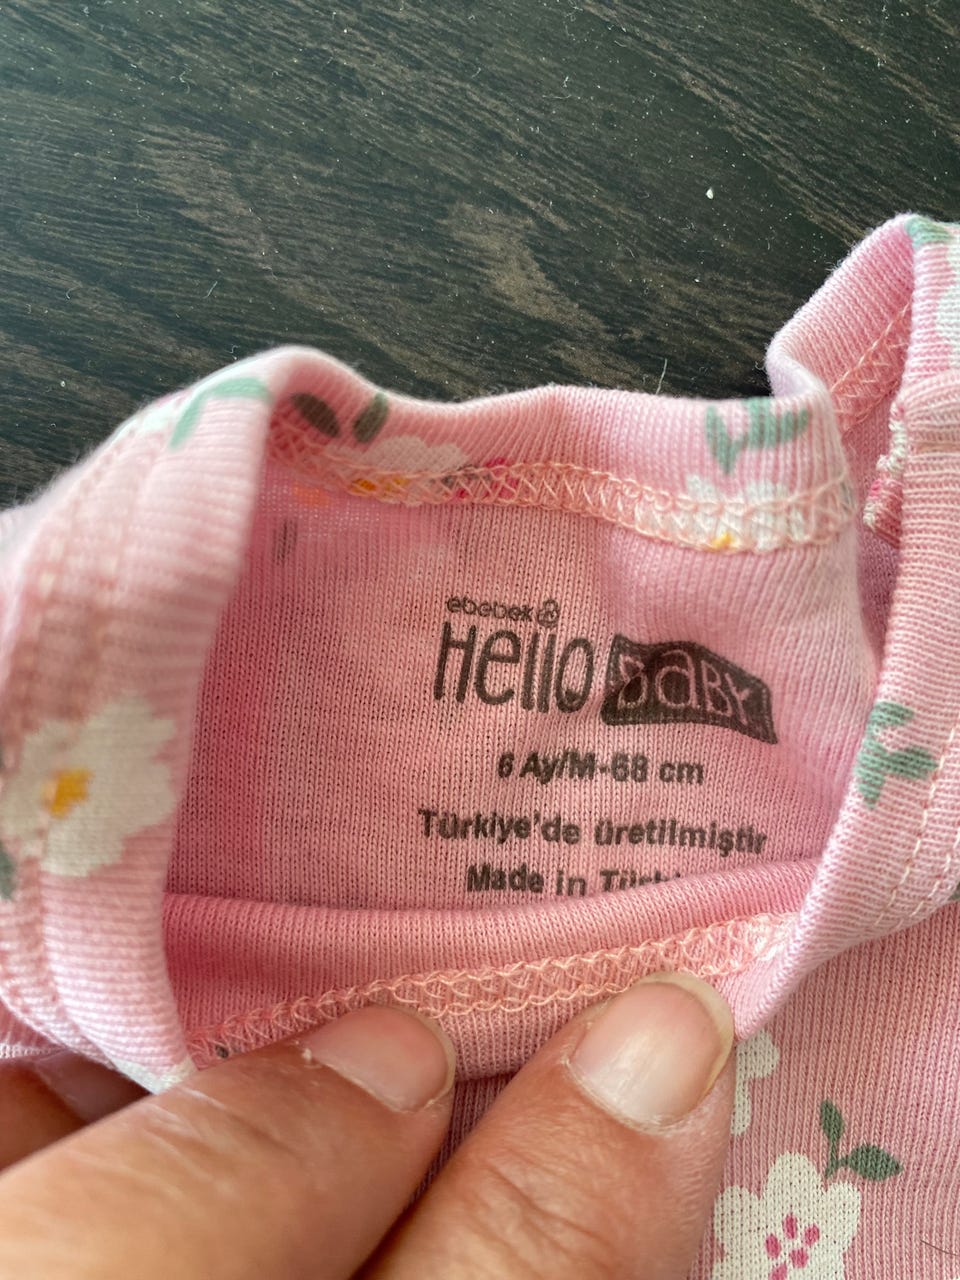 ebebek
Hello BABY
6 Ay/M-68 cm
Türkiye'de üretilmiştir
Made in